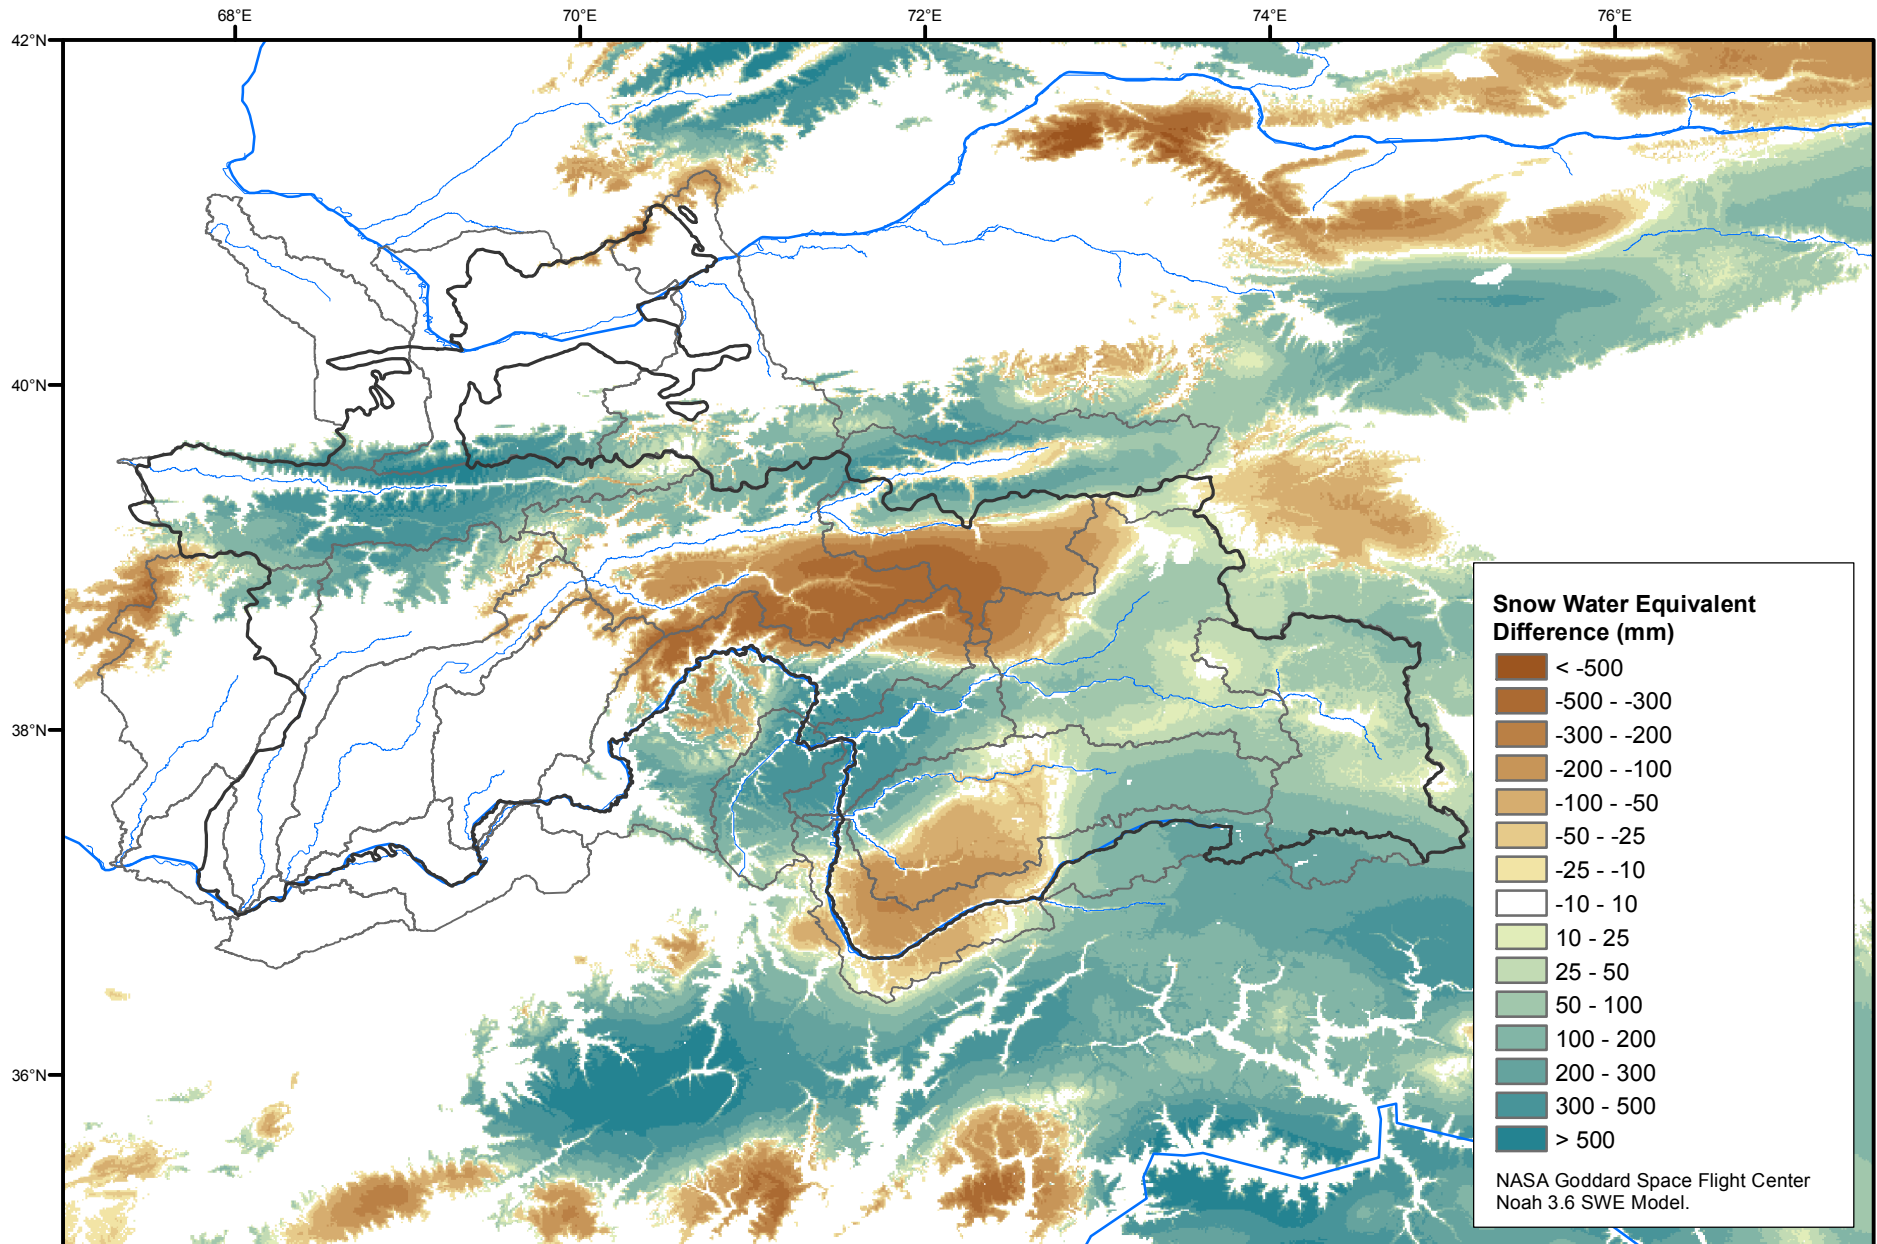 68°E
70°E
72°E
74°E
76°E
42°N
40°N
38°N
36°N
Snow Water Equivalent
Difference (mm)
< -500
-500 - -300
-300 - -200
-200 - -100
-100 - -50
-50 - -25
-25 - -10
-10 - 10
10 - 25
25 - 50
50 - 100
100 - 200
200 - 300
300 - 500
> 500
NASA Goddard Space Flight Center
Noah 3.6 SWE Model.